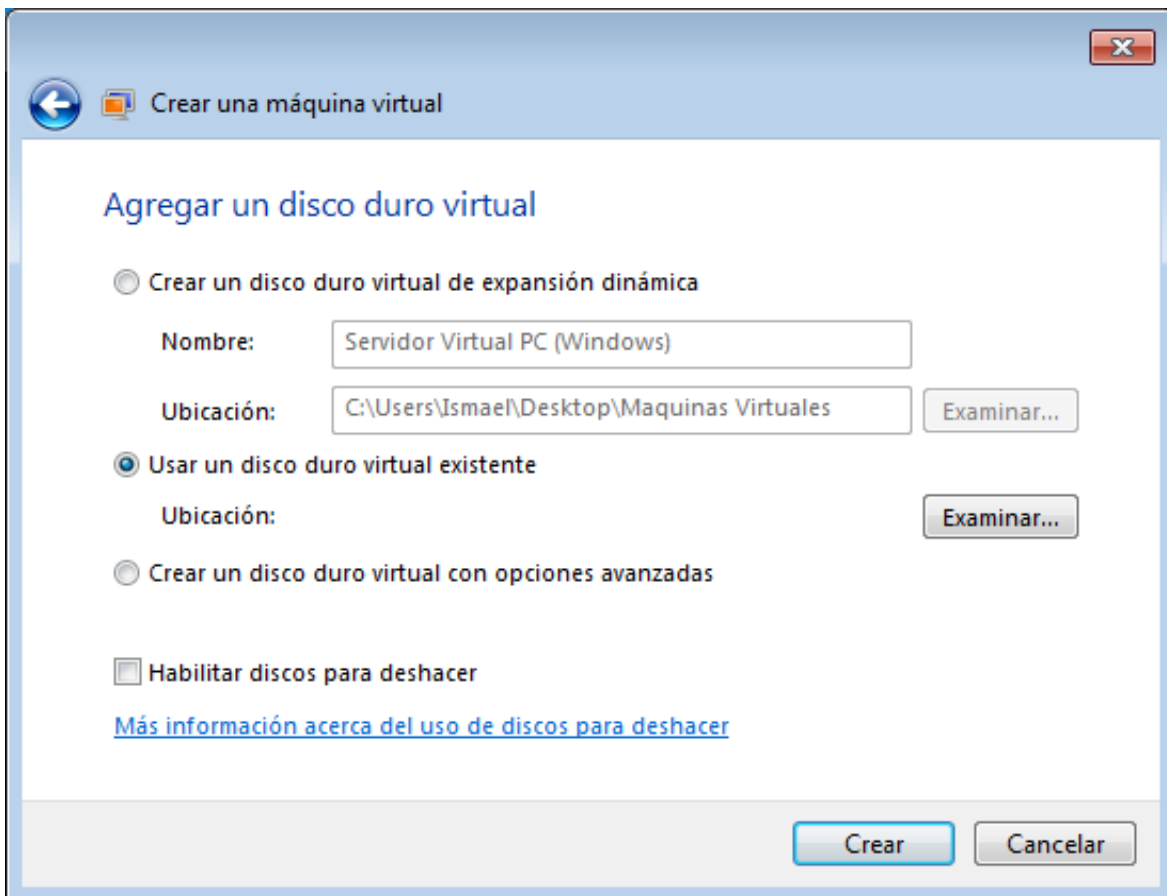 Crear una máquina virtual
Agregar un disco duro virtual
Crear un disco duro virtual de expansión dinámica
Nombre: Servidor Virtual PC (Windows)
Ubicación: C:\Users\Ismael\Desktop\Maquinas Virtuales Examinar...
Usar un disco duro virtual existente
Ubicación: Examinar...
Crear un disco duro virtual con opciones avanzadas
Habilitar discos para deshacer
Más información acerca del uso de discos para deshacer
Crear Cancelar